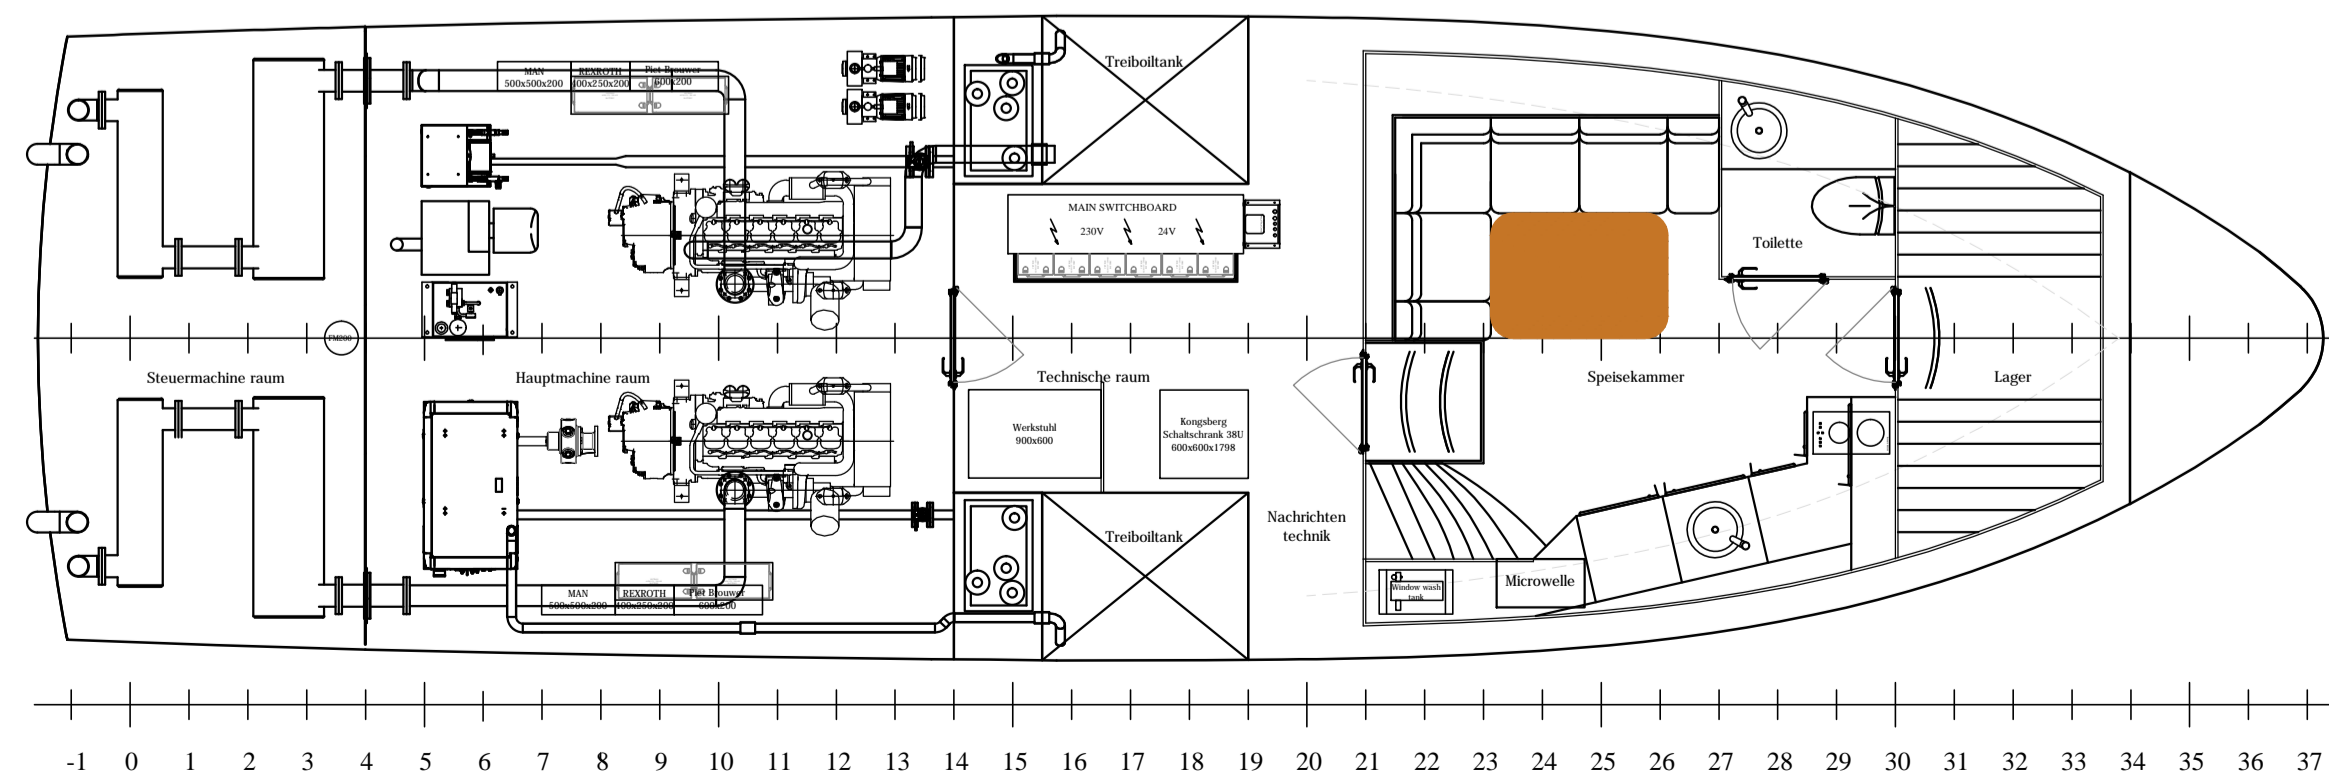 MAN
500x500x200
REXROTH
400x250x200
Piet Brouwer
600x200
Treiboiltank
MAIN SWITCHBOARD
230V
24V
Toilette
FM200
Steuermachine raum
Hauptmachine raum
Technische raum
Speisekammer
Lager
Werkstuhl
900x600
Kongsberg
Schaltschrank 38U
600x600x1798
Nachrichten
technik
Treiboiltank
Microwelle
Window wash
tank
MAN
500x500x200
REXROTH
400x250x200
Piet Brouwer
600x200
-1 0 1 2 3 4 5 6 7 8 9 10 11 12 13 14 15 16 17 18 19 20 21 22 23 24 25 26 27 28 29 30 31 32 33 34 35 36 37